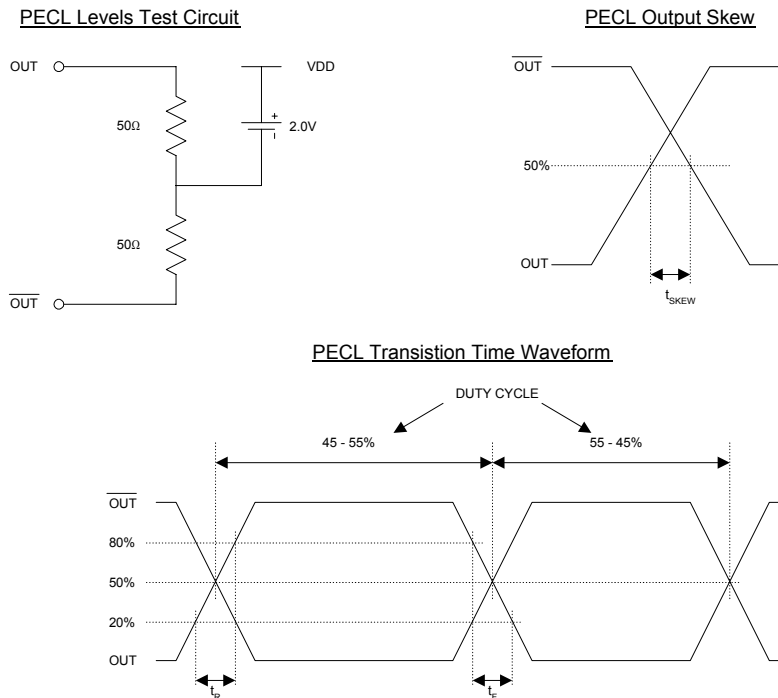 PECL Levels Test Circuit
OUT
VDD
50Ω
+
2.0V
-
50Ω
OUT
PECL Output Skew
OUT
50%
OUT
tSKEW
PECL Transistion Time Waveform
DUTY CYCLE
45 - 55%
55 - 45%
OUT
80%
50%
20%
OUT
tR
tF